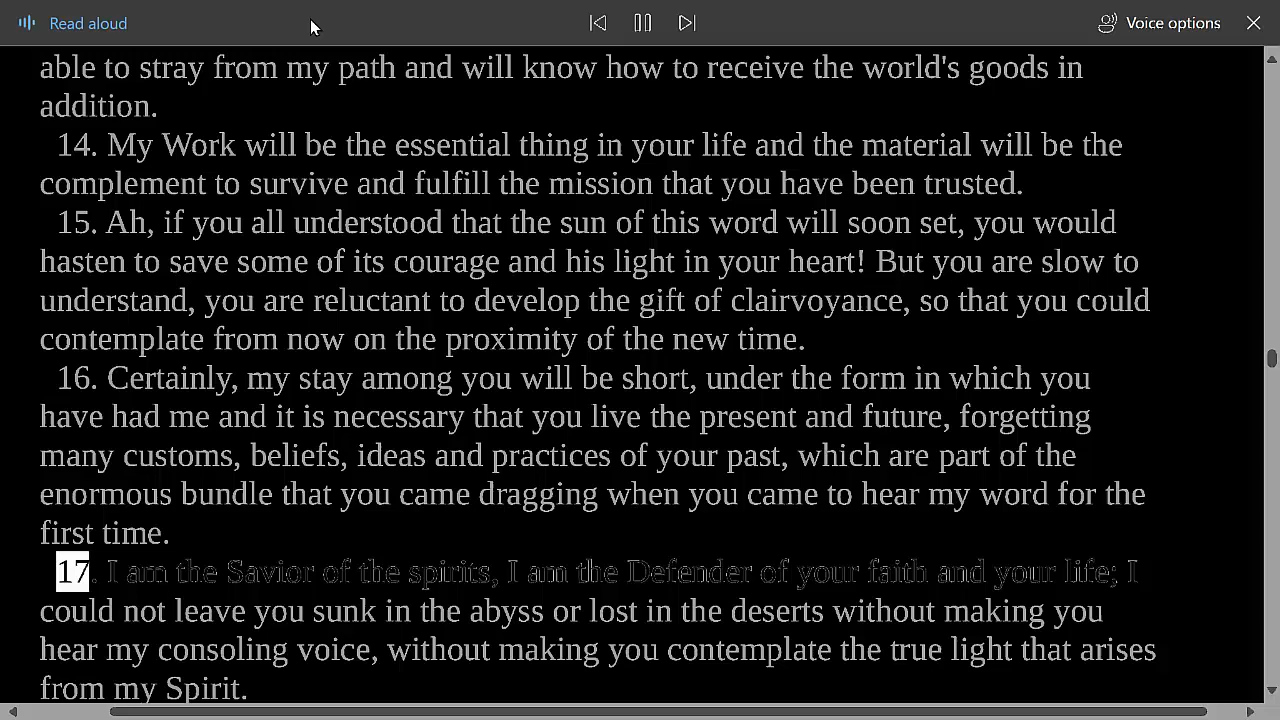 Read aloud
Voice options
able to stray from my path and will know how to receive the world's goods in
addition.
14. My Work will be the essential thing in your life and the material will be the
complement to survive and fulfill the mission that you have been trusted.
15. Ah, if you all understood that the sun of this word will soon set, you would
hasten to save some of its courage and his light in your heart! But you are slow to
understand, you are reluctant to develop the gift of clairvoyance, so that you could
contemplate from now on the proximity of the new time.
16. Certainly, my stay among you will be short, under the form in which you
have had me and it is necessary that you live the present and future, forgetting
many customs, beliefs, ideas and practices of your past, which are part of the
enormous bundle that you came dragging when you came to hear my word for the
first time.
17. I am the Savior of the spirits, I am the Defender of your faith and your life; I
could not leave you sunk in the abyss or lost in the deserts without making you
hear my consoling voice, without making you contemplate the true light that arises
from my Spirit.